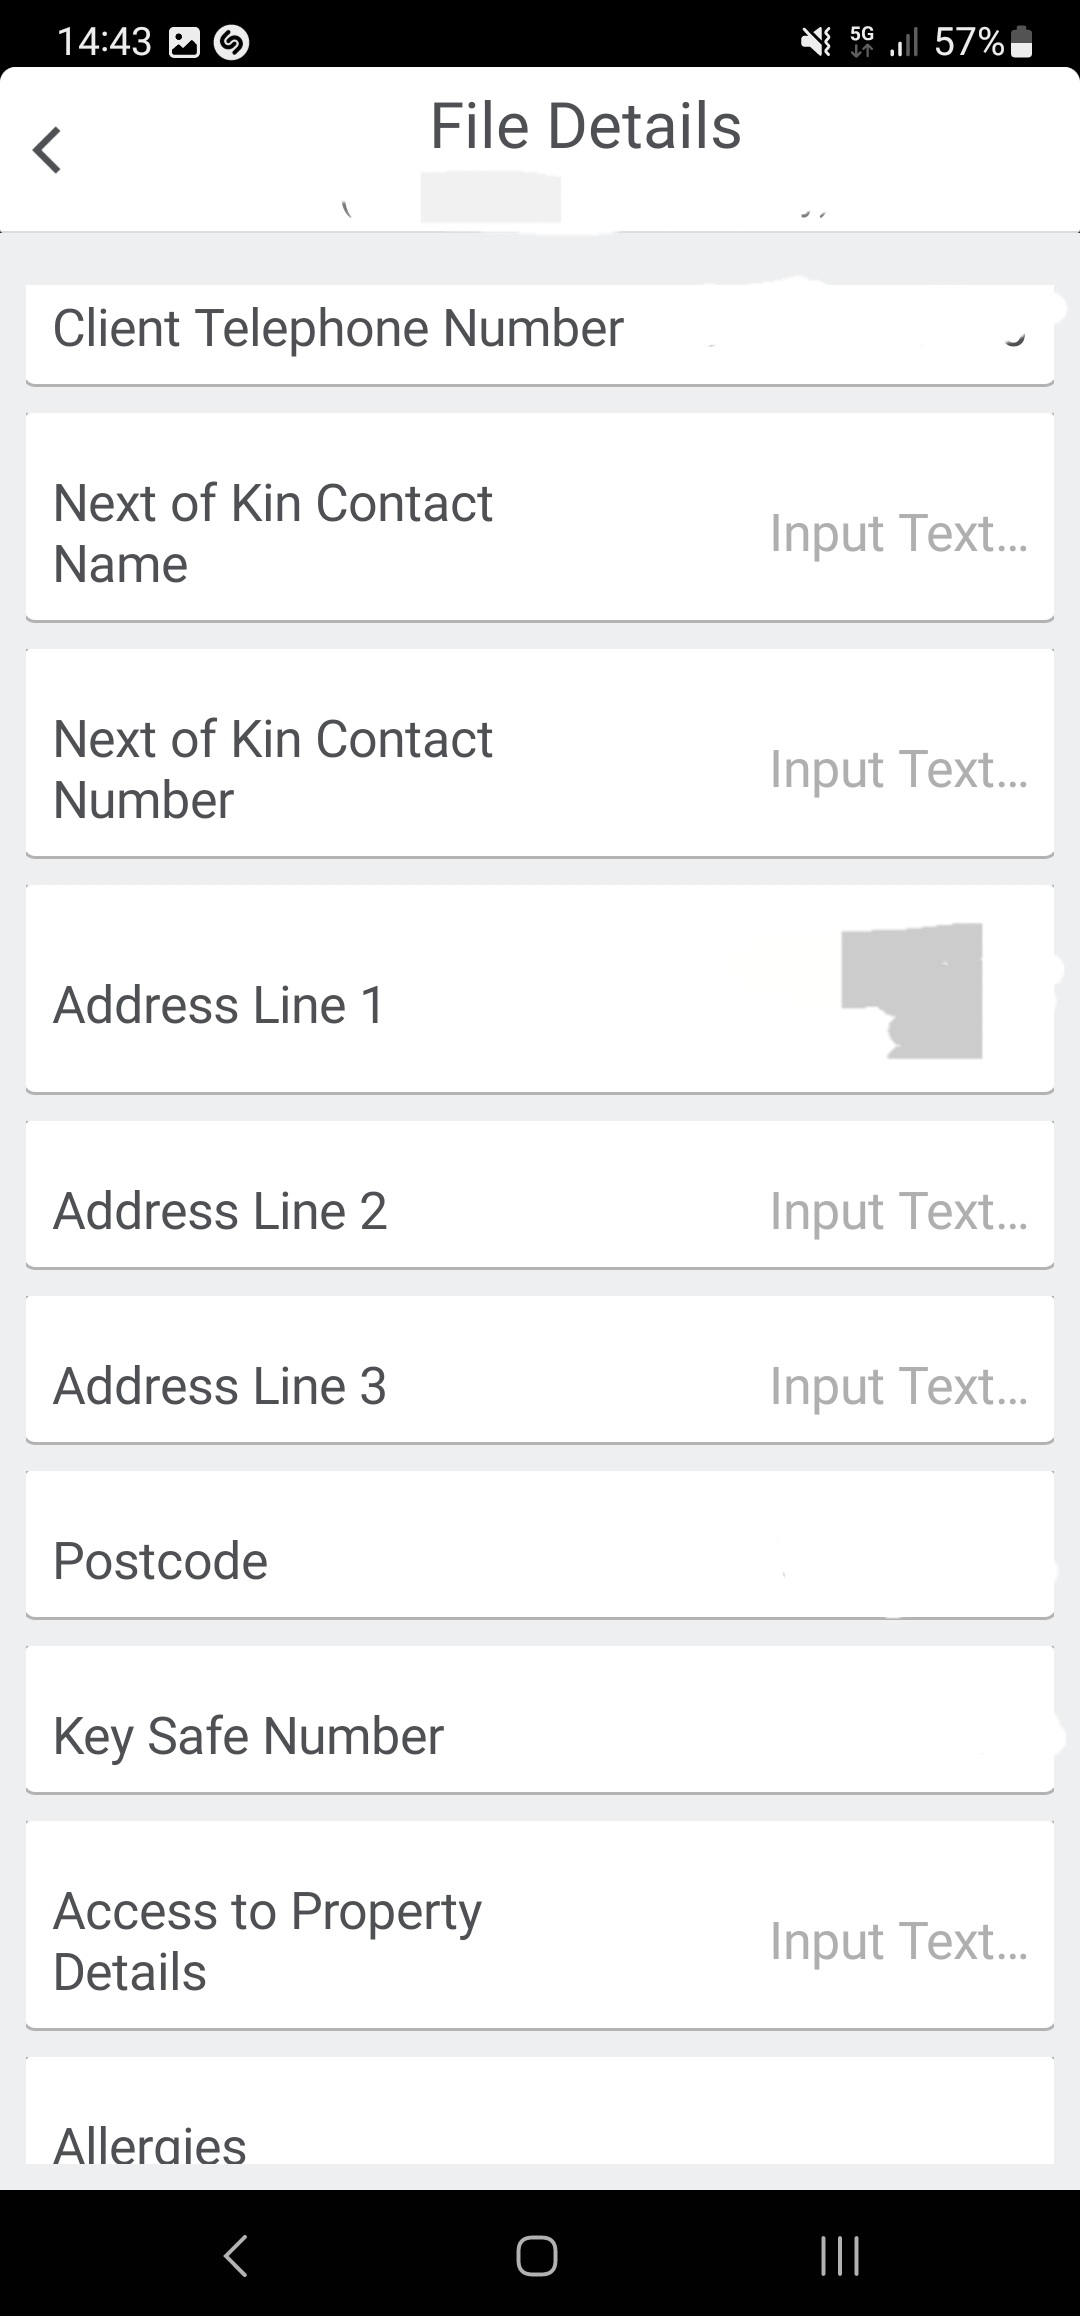 14:43
5G
57%
File Details
Client Telephone Number
Next of Kin Contact
Name
Input Text...
Next of Kin Contact
Number
Input Text...
Address Line 1
Address Line 2
Input Text...
Address Line 3
Input Text...
Postcode
Key Safe Number
Access to Property
Details
Input Text...
Allergies